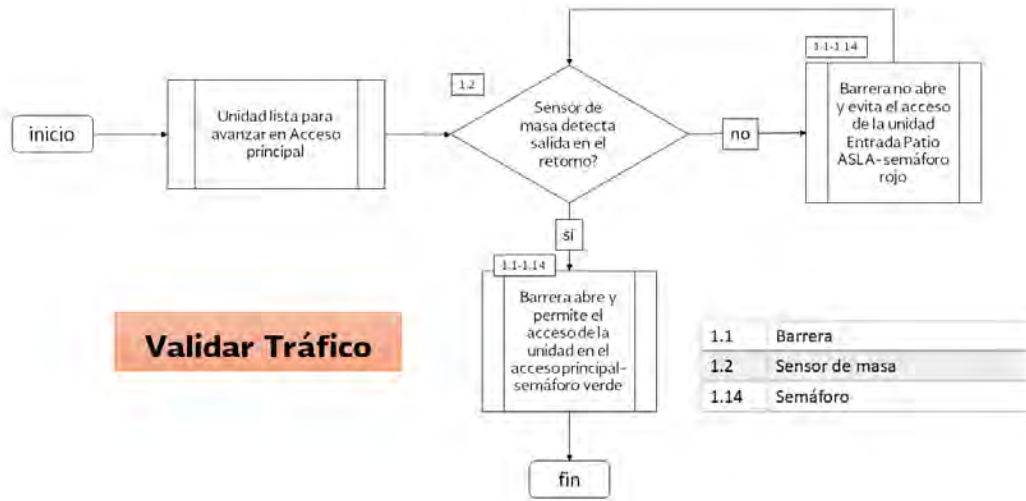 1.1-1.14
1.2
inicio
Unidad lista para
avanzar en Acceso
principal
Sensor de
masa detecta
salida en el
retorno?
no
Barrera no abre
y evita el acceso
de la unidad
Entrada Patio
ASLA-semáforo
rojo
si
1.1-1.14
Barrera abre y
permite el
acceso de la
unidad en el
acceso principal-
semáforo verde
Validar Tráfico
1.1 Barrera
1.2 Sensor de masa
1.14 Semáforo
fin